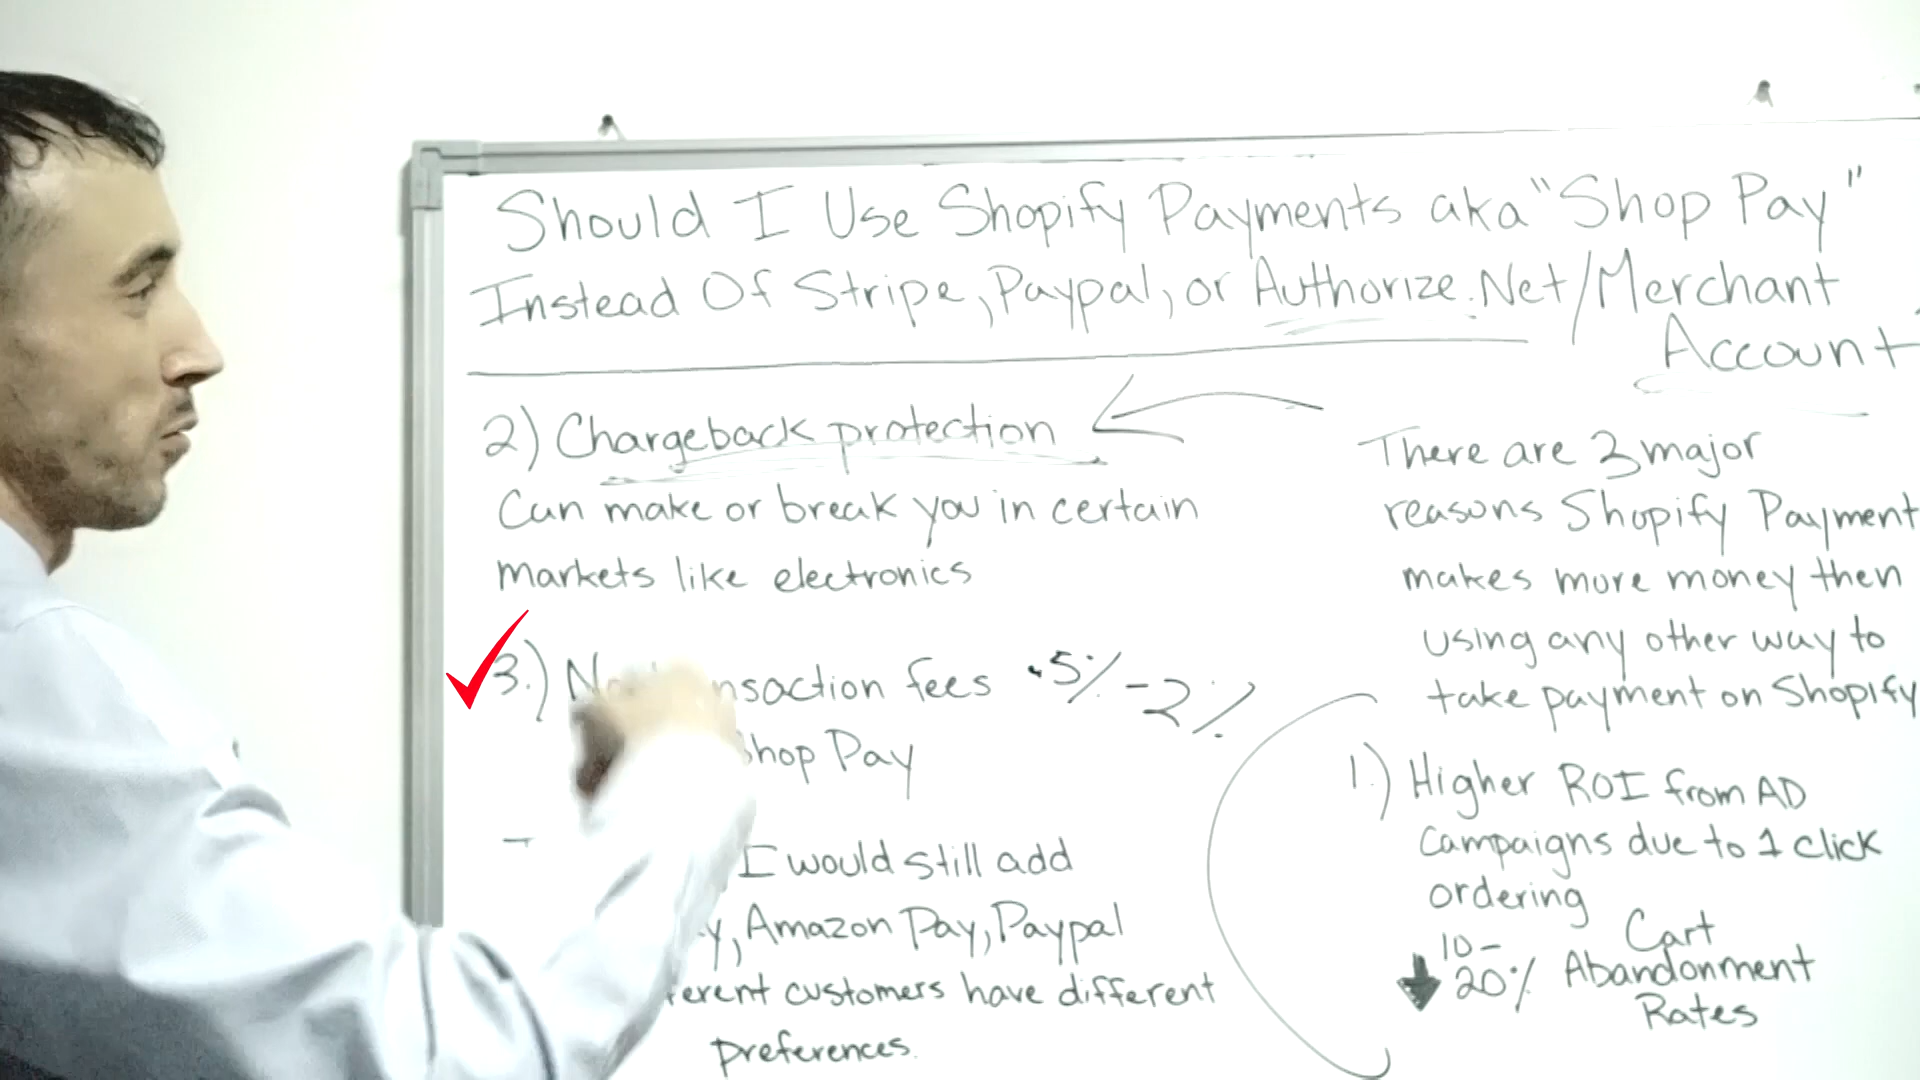 Should I Use Shopify Payments aka "Shop Pay"
Instead Of Stripe, Paypal, or Authorize.Net/Merchant
Account
There are 3 major
reasons Shopify Payment
makes more money then
using any other way to
take payment on Shopify
1.) Higher ROI from AD
Campaigns due to 1 click
ordering
10-
20% Cart
Abandonment
Rates
2) Chargeback protection
Can make or break you in certain
markets like electronics
3.) No transaction fees .5% - 2%
Shop Pay
I would still add
y, Amazon Pay, Paypal
erent customers have different
preferences.